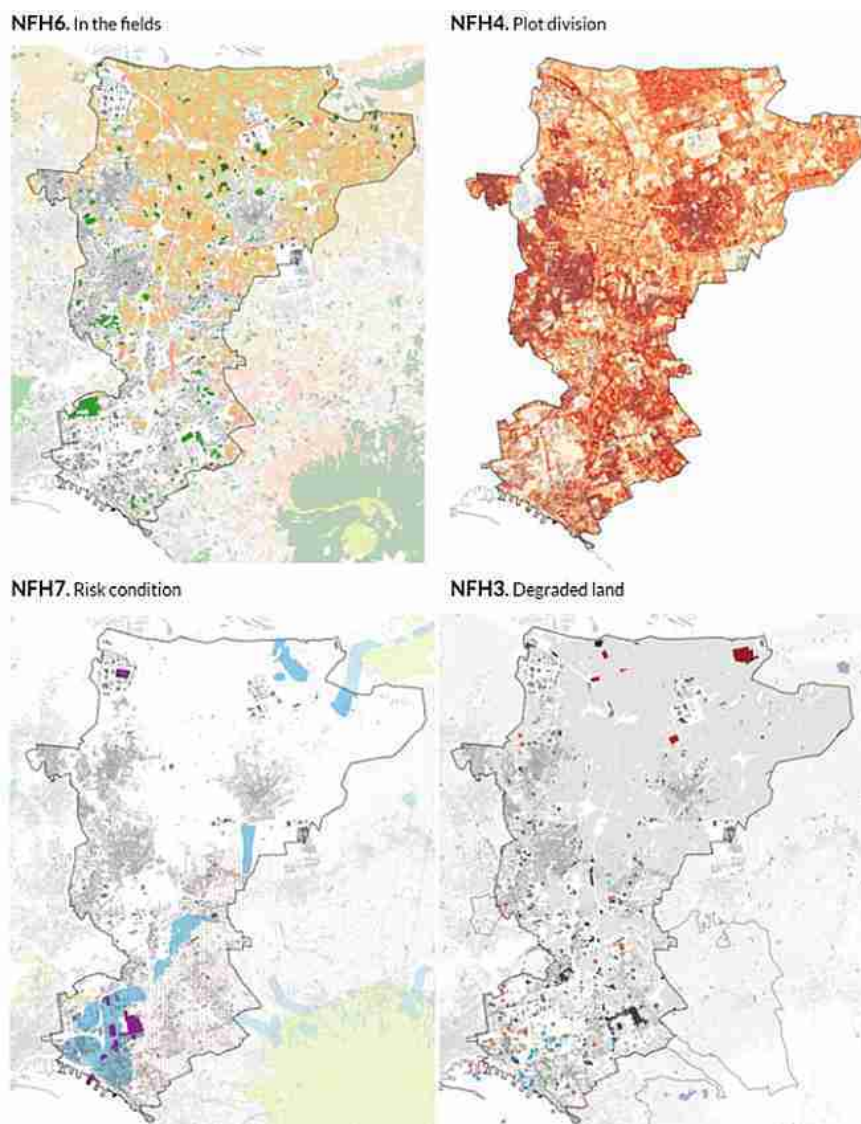 NFH6. In the fields
NFH4. Plot division
NFH7. Risk condition
NFH3. Degraded land